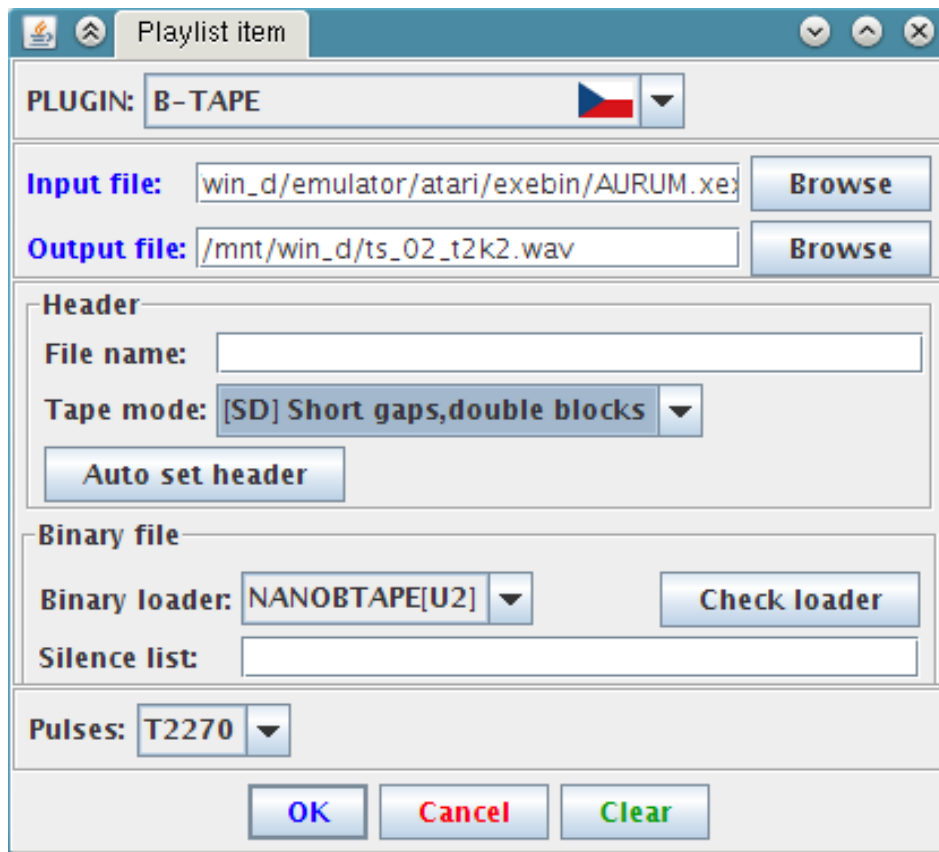 Playlist item
PLUGIN: B-TAPE
Input file: win_d/emulator/atari/exebin/AURUM.xex Browse
Output file: /mnt/win_d/ts_02_t2k2.wav Browse
Header
File name:
Tape mode: [SD] Short gaps,double blocks
Auto set header
Binary file
Binary loader: NANOBTAPE[U2] Check loader
Silence list:
Pulses: T2270
OK Cancel Clear